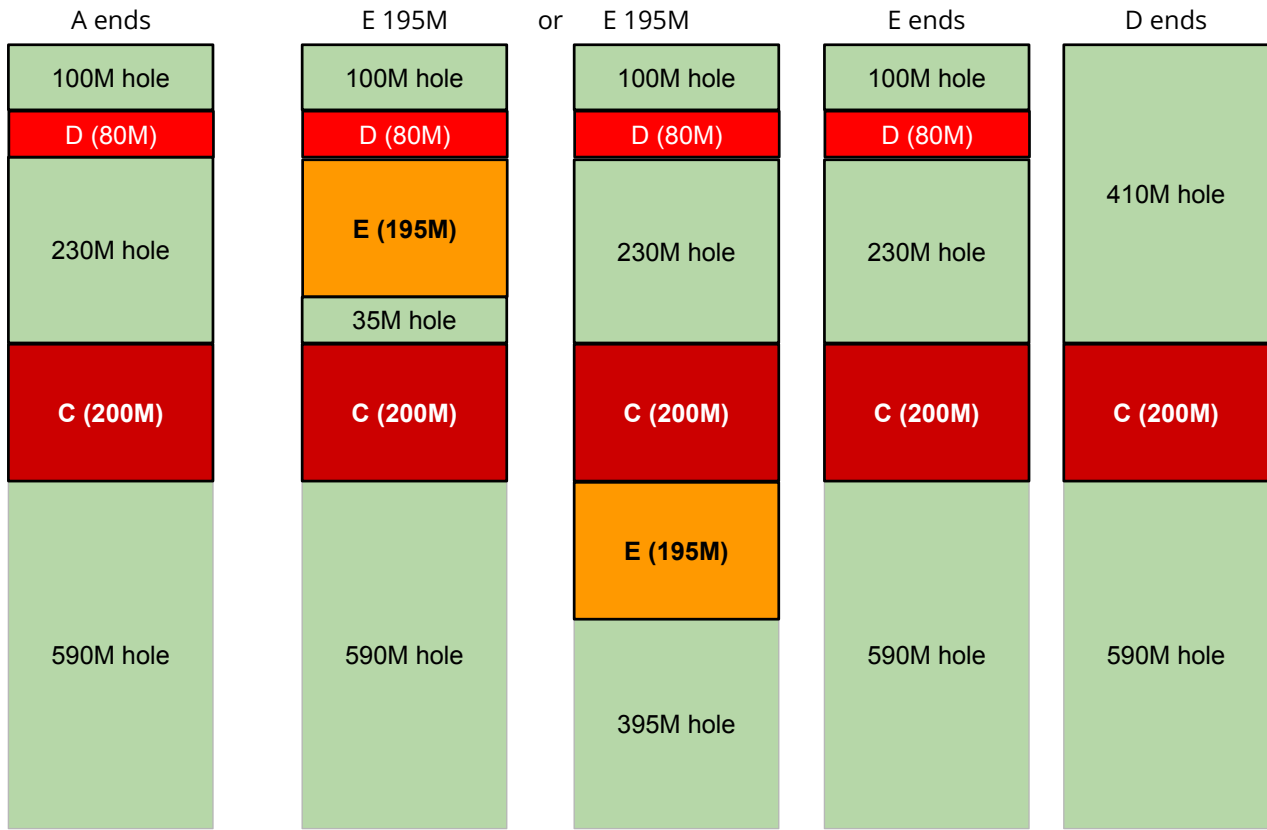 A ends
100M hole
D (80M)
230M hole
C (200M)
590M hole
E 195M
100M hole
D (80M)
E (195M)
35M hole
C (200M)
590M hole
or
E 195M
100M hole
D (80M)
230M hole
C (200M)
E (195M)
395M hole
E ends
100M hole
D (80M)
230M hole
C (200M)
590M hole
D ends
410M hole
C (200M)
590M hole